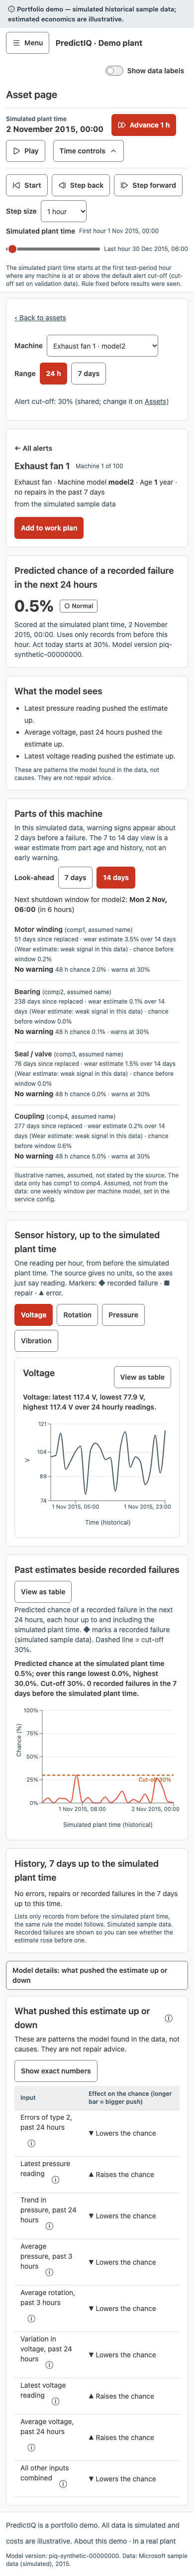 Portfolio demo — simulated historical sample data;
estimated economics are illustrative.
Menu
PredictIQ · Demo plant
Show data labels
Asset page
Simulated plant time
2 November 2015, 00:00
Advance 1 h
Play
Time controls
Start
Step back
Step forward
Step size
1 hour
Simulated plant time First hour 1 Nov 2015, 00:00
Last hour 30 Dec 2015, 06:00
The simulated plant time starts at the first test-period hour
where any machine is at or above the default alert cut-off (cut-
off set on validation data). Rule fixed before results were seen.
‹ Back to assets
Machine
Exhaust fan 1 · model2
Range
24 h
7 days
Alert cut-off: 30% (shared; change it on Assets)
← All alerts
Exhaust fan 1 Machine 1 of 100
Exhaust fan · Machine model model2 · Age 1 year ·
no repairs in the past 7 days
from the simulated sample data
Add to work plan
Predicted chance of a recorded failure
in the next 24 hours
0.5%
Normal
Scored at the simulated plant time, 2 November
2015, 00:00. Uses only records from before this
hour. Act today starts at 30%. Model version piq-
synthetic-00000000.
What the model sees
• Latest pressure reading pushed the estimate
up.
• Average voltage, past 24 hours pushed the
estimate up.
• Latest voltage reading pushed the estimate up.
These are patterns the model found in the data, not
causes. They are not repair advice.
Parts of this machine
In this simulated data, warning signs appear about
2 days before a failure. The 7 to 14 day view is a
wear estimate from part age and history, not an
early warning.
Look-ahead
7 days
14 days
Next shutdown window for model2: Mon 2 Nov,
06:00 (in 6 hours)
Motor winding (comp1, assumed name)
51 days since replaced · wear estimate 3.5% over 14 days
(Wear estimate: weak signal in this data) · chance before
window 0.2%
No warning 48 h chance 2.0% · warns at 30%
Bearing (comp2, assumed name)
238 days since replaced · wear estimate 0.1% over 14
days (Wear estimate: weak signal in this data) · chance
before window 0.0%
No warning 48 h chance 0.1% · warns at 30%
Seal / valve (comp3, assumed name)
76 days since replaced · wear estimate 1.5% over 14 days
(Wear estimate: weak signal in this data) · chance before
window 0.0%
No warning 48 h chance 0.0% · warns at 30%
Coupling (comp4, assumed name)
277 days since replaced · wear estimate 0.2% over 14
days (Wear estimate: weak signal in this data) · chance
before window 0.6%
No warning 48 h chance 5.0% · warns at 30%
Illustrative names, assumed, not stated by the source. The
data only has comp1 to comp4. Assumed, not from the
data: one weekly window per machine model, set in the
service config.
Sensor history, up to the simulated
plant time
One reading per hour, from before the simulated
plant time. The source gives no units, so the axes
just say reading. Markers: ◆ recorded failure · ■
repair · ▲ error.
Voltage
Rotation
Pressure
Vibration
Voltage
View as table
Voltage: latest 117.4 V, lowest 77.9 V,
highest 117.4 V over 24 hourly readings.
121
104
89
74
V
1 Nov 2015, 05:00
1 Nov 2015, 23:00
Time (historical)
Past estimates beside recorded failures
View as table
Predicted chance of a recorded failure in the next
24 hours, each hour up to and including the
simulated plant time. ◆ marks a recorded failure
(simulated sample data). Dashed line = cut-off
30%.
Predicted chance at the simulated plant time
0.5%; over this range lowest 0.0%, highest
30.0%. Cut-off 30%. 0 recorded failures in the 7
days before the simulated plant time.
100%
75%
50%
25%
0%
Chance (%)
Cut-off 30%
1 Nov 2015, 08:00
2 Nov 2015, 00:00
Simulated plant time (historical)
History, 7 days up to the simulated
plant time
No errors, repairs or recorded failures in the 7 days
up to this time.
Lists only records from before the simulated plant time,
the same rule the model follows. Simulated sample data.
Recorded failures are shown so you can see whether the
estimate rose before one.
Model details: what pushed the estimate up or
down
What pushed this estimate up or
down
These are the patterns the model found in the data, not
causes. They are not repair advice.
Show exact numbers
Input
Effect on the chance (longer
bar = bigger push)
Errors of type 2,
past 24 hours
▼ Lowers the chance
Latest pressure
reading
▲ Raises the chance
Trend in
pressure, past 24
hours
▼ Lowers the chance
Average
pressure, past 3
hours
▼ Lowers the chance
Average rotation,
past 3 hours
▼ Lowers the chance
Variation in
voltage, past 24
hours
▼ Lowers the chance
Latest voltage
reading
▲ Raises the chance
Average voltage,
past 24 hours
▲ Raises the chance
All other inputs
combined
▼ Lowers the chance
PredictIQ is a portfolio demo. All data is simulated and
costs are illustrative. About this demo · In a real plant
Model version: piq-synthetic-00000000. Data: Microsoft sample
data (simulated), 2015.